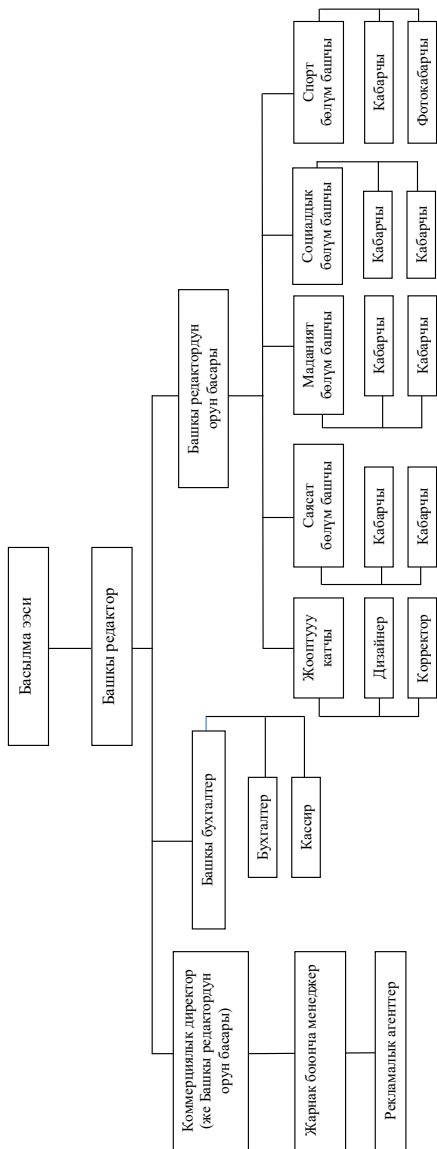 Басылма ээси
Башкы редактор
Коммерциялык директор
(же Башкы редактордун
орун басары)
Жарнак боюнча менеджер
Рекламалык агенттер
Башкы бухгалтер
Бухгалтер
Кассир
Башкы редактордун
орун басары
Жооптууу
катчы
Дизайнер
Корректор
Саясат
бөлүм башчы
Кабарчы
Кабарчы
Маданият
бөлүм башчы
Кабарчы
Кабарчы
Социалдык
бөлүм башчы
Кабарчы
Кабарчы
Спорт
бөлүм башчы
Кабарчы
Фотокабарчы